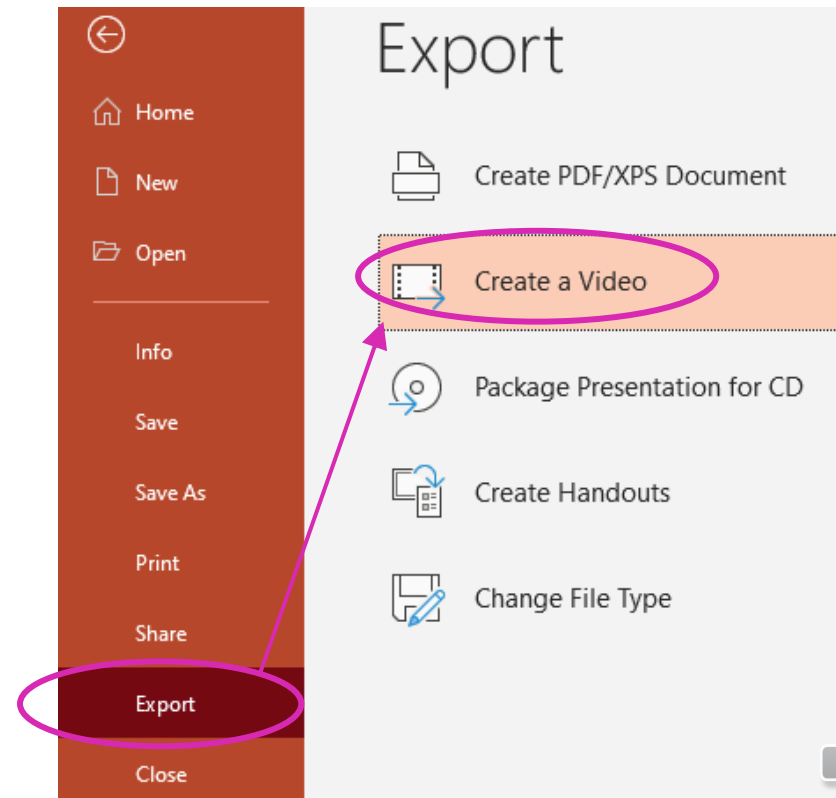 Home
New
Open
Info
Save
Save As
Print
Share
Export
Close
Export
Create PDF/XPS Document
Create a Video
Package Presentation for CD
Create Handouts
Change File Type